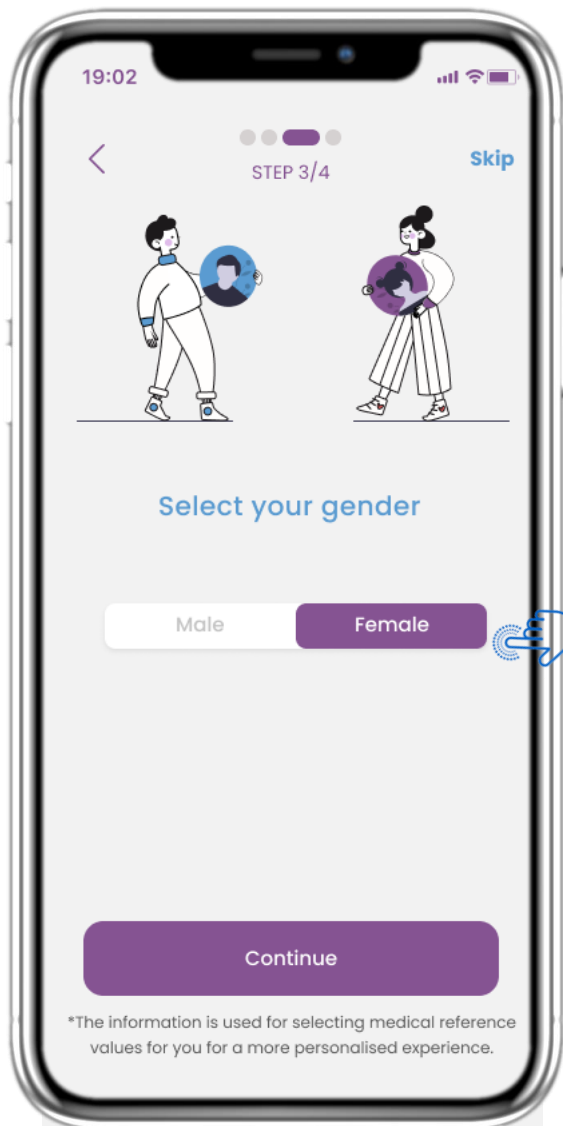 19:02
Skip
STEP 3/4
Select your gender
Male
Female
Continue
*The information is used for selecting medical reference
values for you for a more personalised experience.